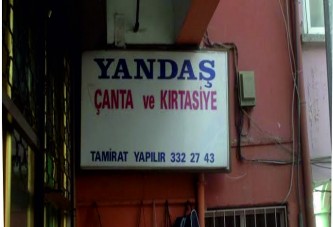 YANDAŞ
ÇANTA ve KIRTASİYE
TAMİRAT YAPILIR 332 27 43